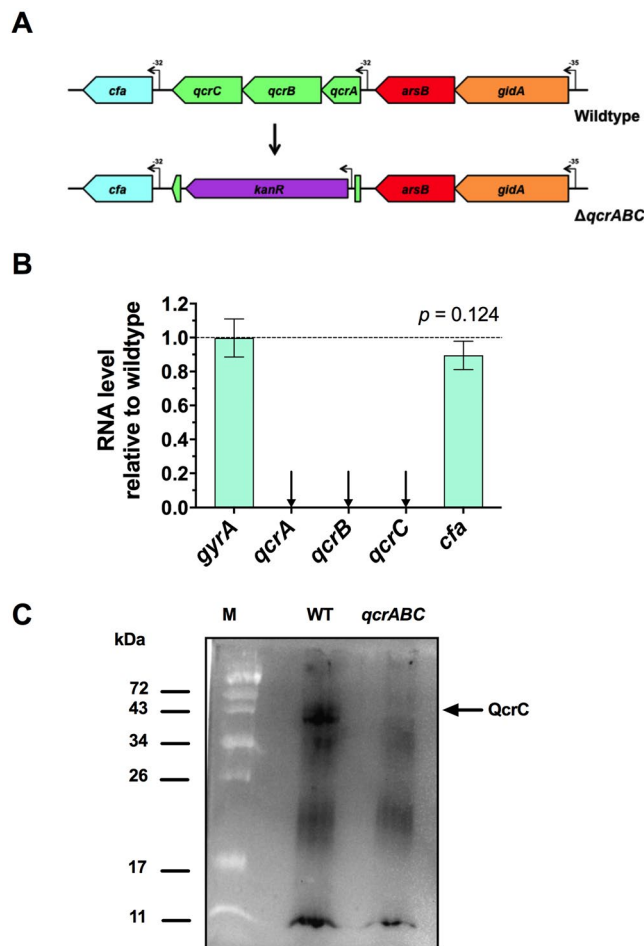 A
-32 -32 -35
cfa qcrC qcrB qcrA arsB gidA
Wildtype
-32 -35
cfa kanR arsB gidA
ΔqcrABC
B
1.2
1.0
0.8
0.6
0.4
0.2
0.0
RNA level
relative to wildtype
p = 0.124
gyrA qcrA qcrB qcrC cfa
C
M WT qcrABC
kDa
72
43
34
26
17
11
QcrC